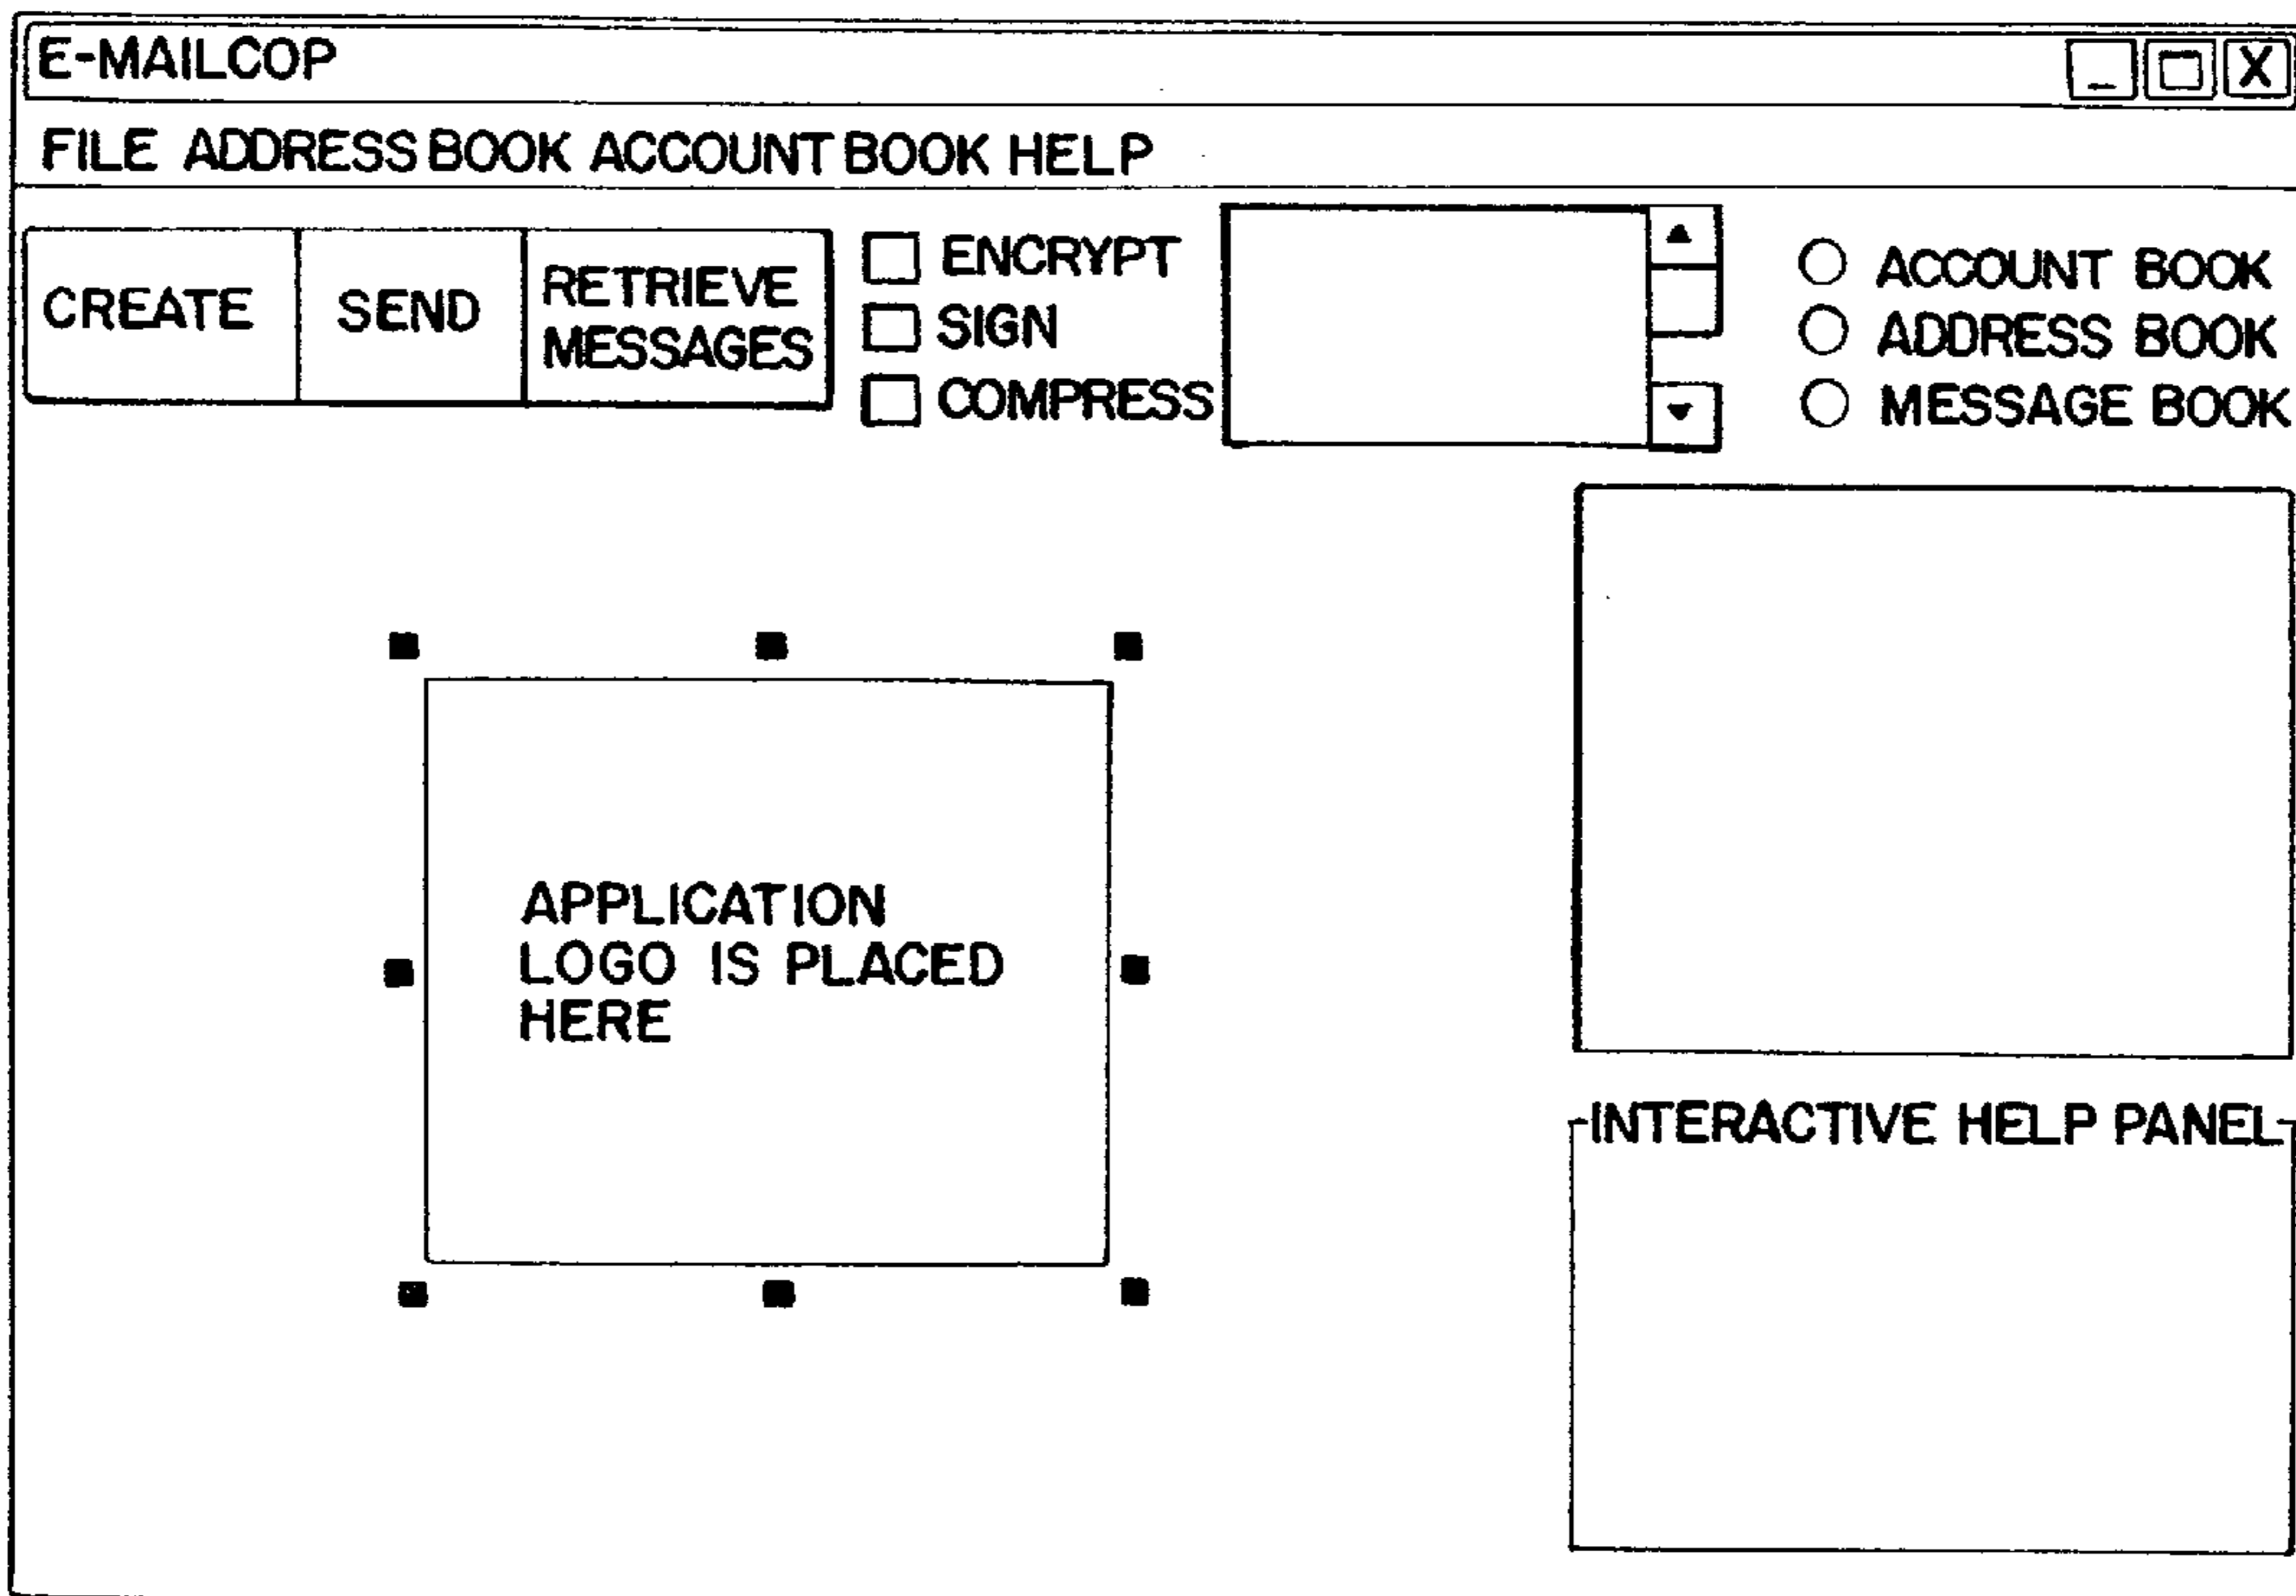 E-MAILCOP
X
FILE ADDRESS BOOK ACCOUNT BOOK HELP
CREATE
SEND
RETRIEVE
MESSAGES
ENCRYPT
SIGN
COMPRESS
ACCOUNT BOOK
ADDRESS BOOK
MESSAGE BOOK
APPLICATION
LOGO IS PLACED
HERE
INTERACTIVE HELP PANEL